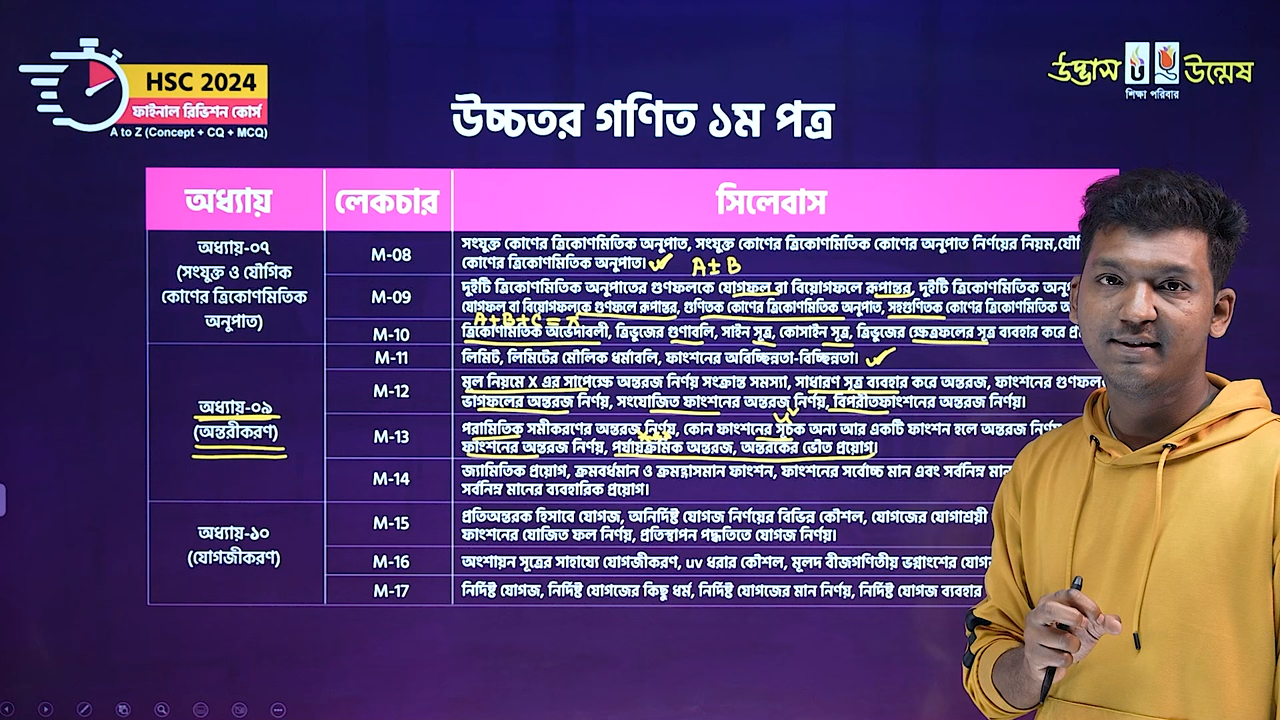 HSC 2024
ফাইনাল রিভিশন কোর্স
A to Z (Concept + CQ + MCQ)
উদ্ভাস উন্মেষ
শিক্ষা পরিবার
উচ্চতর গণিত ১ম পত্র
অধ্যায় লেকচার সিলেবাস
অধ্যায়-০৭
(সংযুক্ত ও যৌগিক
কোণের ত্রিকোণমিতিক
অনুপাত)
M-08
সংযুক্ত কোণের ত্রিকোণমিতিক অনুপাত, সংযুক্ত কোণের ত্রিকোণমিতিক কোণের অনুপাত নির্ণয়ের নিয়ম,
কোণের ত্রিকোণমিতিক অনুপাত। A±B
M-09
দুইটি ত্রিকোণমিতিক অনুপাতের গুণফলকে যোগফল বা বিয়োগফলে রূপান্তর, দুইটি ত্রিকোণমিতিক
যোগফল বা বিয়োগফলকে গুণফলে রূপান্তর, গুণিতক কোণের ত্রিকোণমিতিক অনুপাত, সহগুণিতক কোণের ত্রিকোণমিতিক
A+B+C = π
M-10
ত্রিকোণমিতিক অভেদাবলী, ত্রিভুজের গুণাবলি, সাইন সূত্র, কোসাইন সূত্র, ত্রিভুজের ক্ষেত্রফলের সূত্র ব্যবহার করে
অধ্যায়-০৯
(অন্তরীকরণ)
M-11
লিমিট, লিমিটের মৌলিক ধর্মাবলি, ফাংশনের অবিচ্ছিন্নতা-বিচ্ছিন্নতা।
M-12
মূল নিয়মে X এর সাপেক্ষে অন্তরজ নির্ণয় সংক্রান্ত সমস্যা, সাধারণ সূত্র ব্যবহার করে অন্তরজ, ফাংশনের
ভাগফলের অন্তরজ নির্ণয়, সংযোজিত ফাংশনের অন্তরজ নির্ণয়, বিপরীতফাংশনের অন্তরজ নির্ণয়।
M-13
পরামিতিক সমীকরণের অন্তরজ নির্ণয়, কোন ফাংশনের সূচক অন্য আর একটি ফাংশন হলে অন্তরজ
ফাংশনের অন্তরজ নির্ণয়, পর্যায়ক্রমিক অন্তরজ, অন্তরকের ভৌত প্রয়োগ।
M-14
জ্যামিতিক প্রয়োগ, ক্রমবর্ধমান ও ক্রমহ্রাসমান ফাংশন, ফাংশনের সর্বোচ্চ মান এবং সর্বনিম্ন
সর্বনিম্ন মানের ব্যবহারিক প্রয়োগ।
অধ্যায়-১০
(যোগজীকরণ)
M-15
প্রতিঅন্তরক হিসাবে যোগজ, অনির্দিষ্ট যোগজ নির্ণয়ের বিভিন্ন কৌশল, যোগজের যোগাশ্রয়ী
ফাংশনের যোজিত ফল নির্ণয়, প্রতিস্থাপন পদ্ধতিতে যোগজ নির্ণয়।
M-16
অংশায়ন সূত্রের সাহায্যে যোগজীকরণ, uv ধরার কৌশল, মূলদ বীজগণিতীয় ভগ্নাংশের
M-17
নির্দিষ্ট যোগজ, নির্দিষ্ট যোগজের কিছু ধর্ম, নির্দিষ্ট যোগজের মান নির্ণয়, নির্দিষ্ট যোগজ ব্যবহার